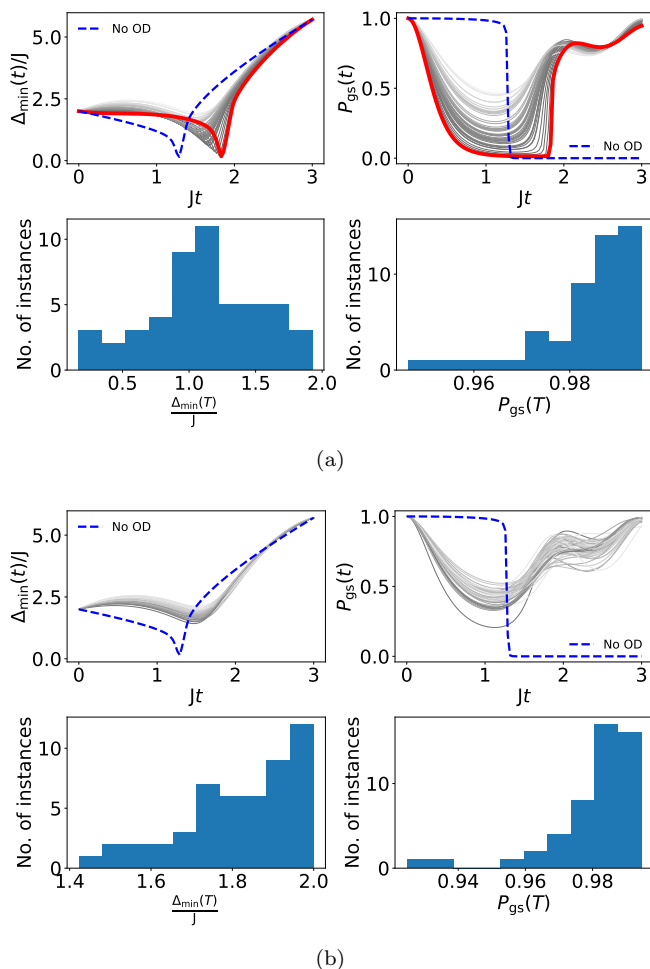 Δmin(t)/J
5.0
2.5
0.0
No OD
0 1 2 3
Jt
Pgs(t)
1.0
0.5
0.0
No OD
0 1 2 3
Jt
No. of instances
10
5
0
0.5 1.0 1.5 2.0
Δmin(T)
J
No. of instances
10
0
0.96 0.98
Pgs(T)
(a)
Δmin(t)/J
5.0
2.5
0.0
No OD
0 1 2 3
Jt
Pgs(t)
1.0
0.5
0.0
No OD
0 1 2 3
Jt
No. of instances
10
5
0
1.4 1.6 1.8 2.0
Δmin(T)
J
No. of instances
10
0
0.94 0.96 0.98
Pgs(T)
(b)